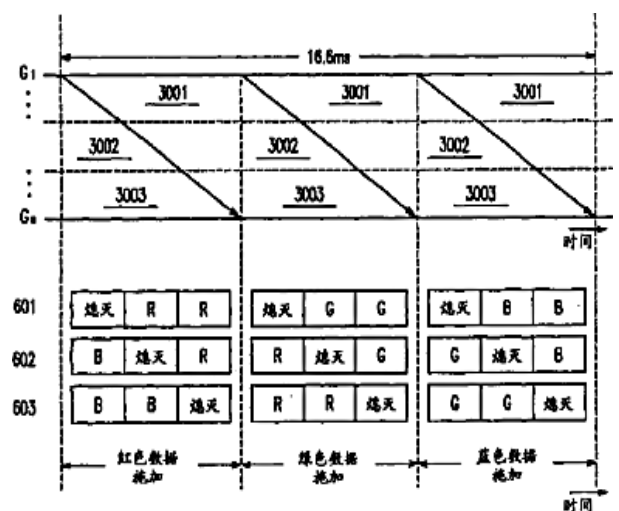 16.6ms
G1
3001 3001 3001
3002 3002 3002
3003 3003 3003
Gn
时间
601 熄灭 R R 熄灭 G G 熄灭 B B
602 B 熄灭 R R 熄灭 G G 熄灭 B
603 B B 熄灭 R R 熄灭 G G 熄灭
红色数据 绿色数据 蓝色数据
施加 施加 施加
时间